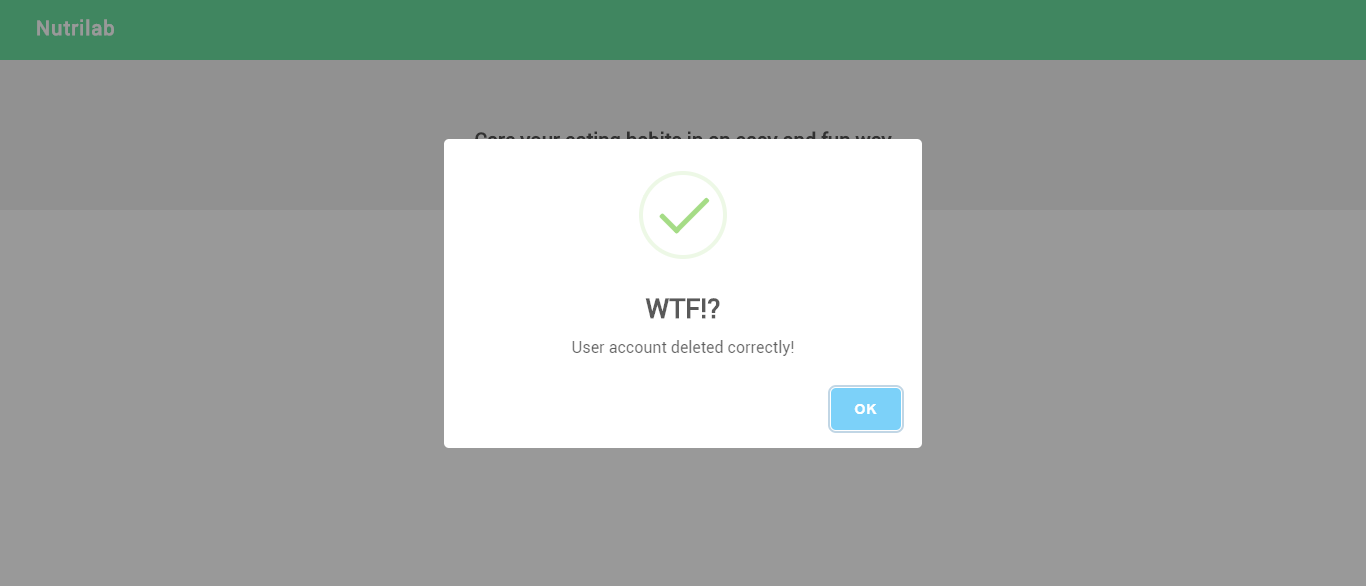 Nutrilab
Care your eating habits in an easy and fun way
WTF!?
User account deleted correctly!
OK